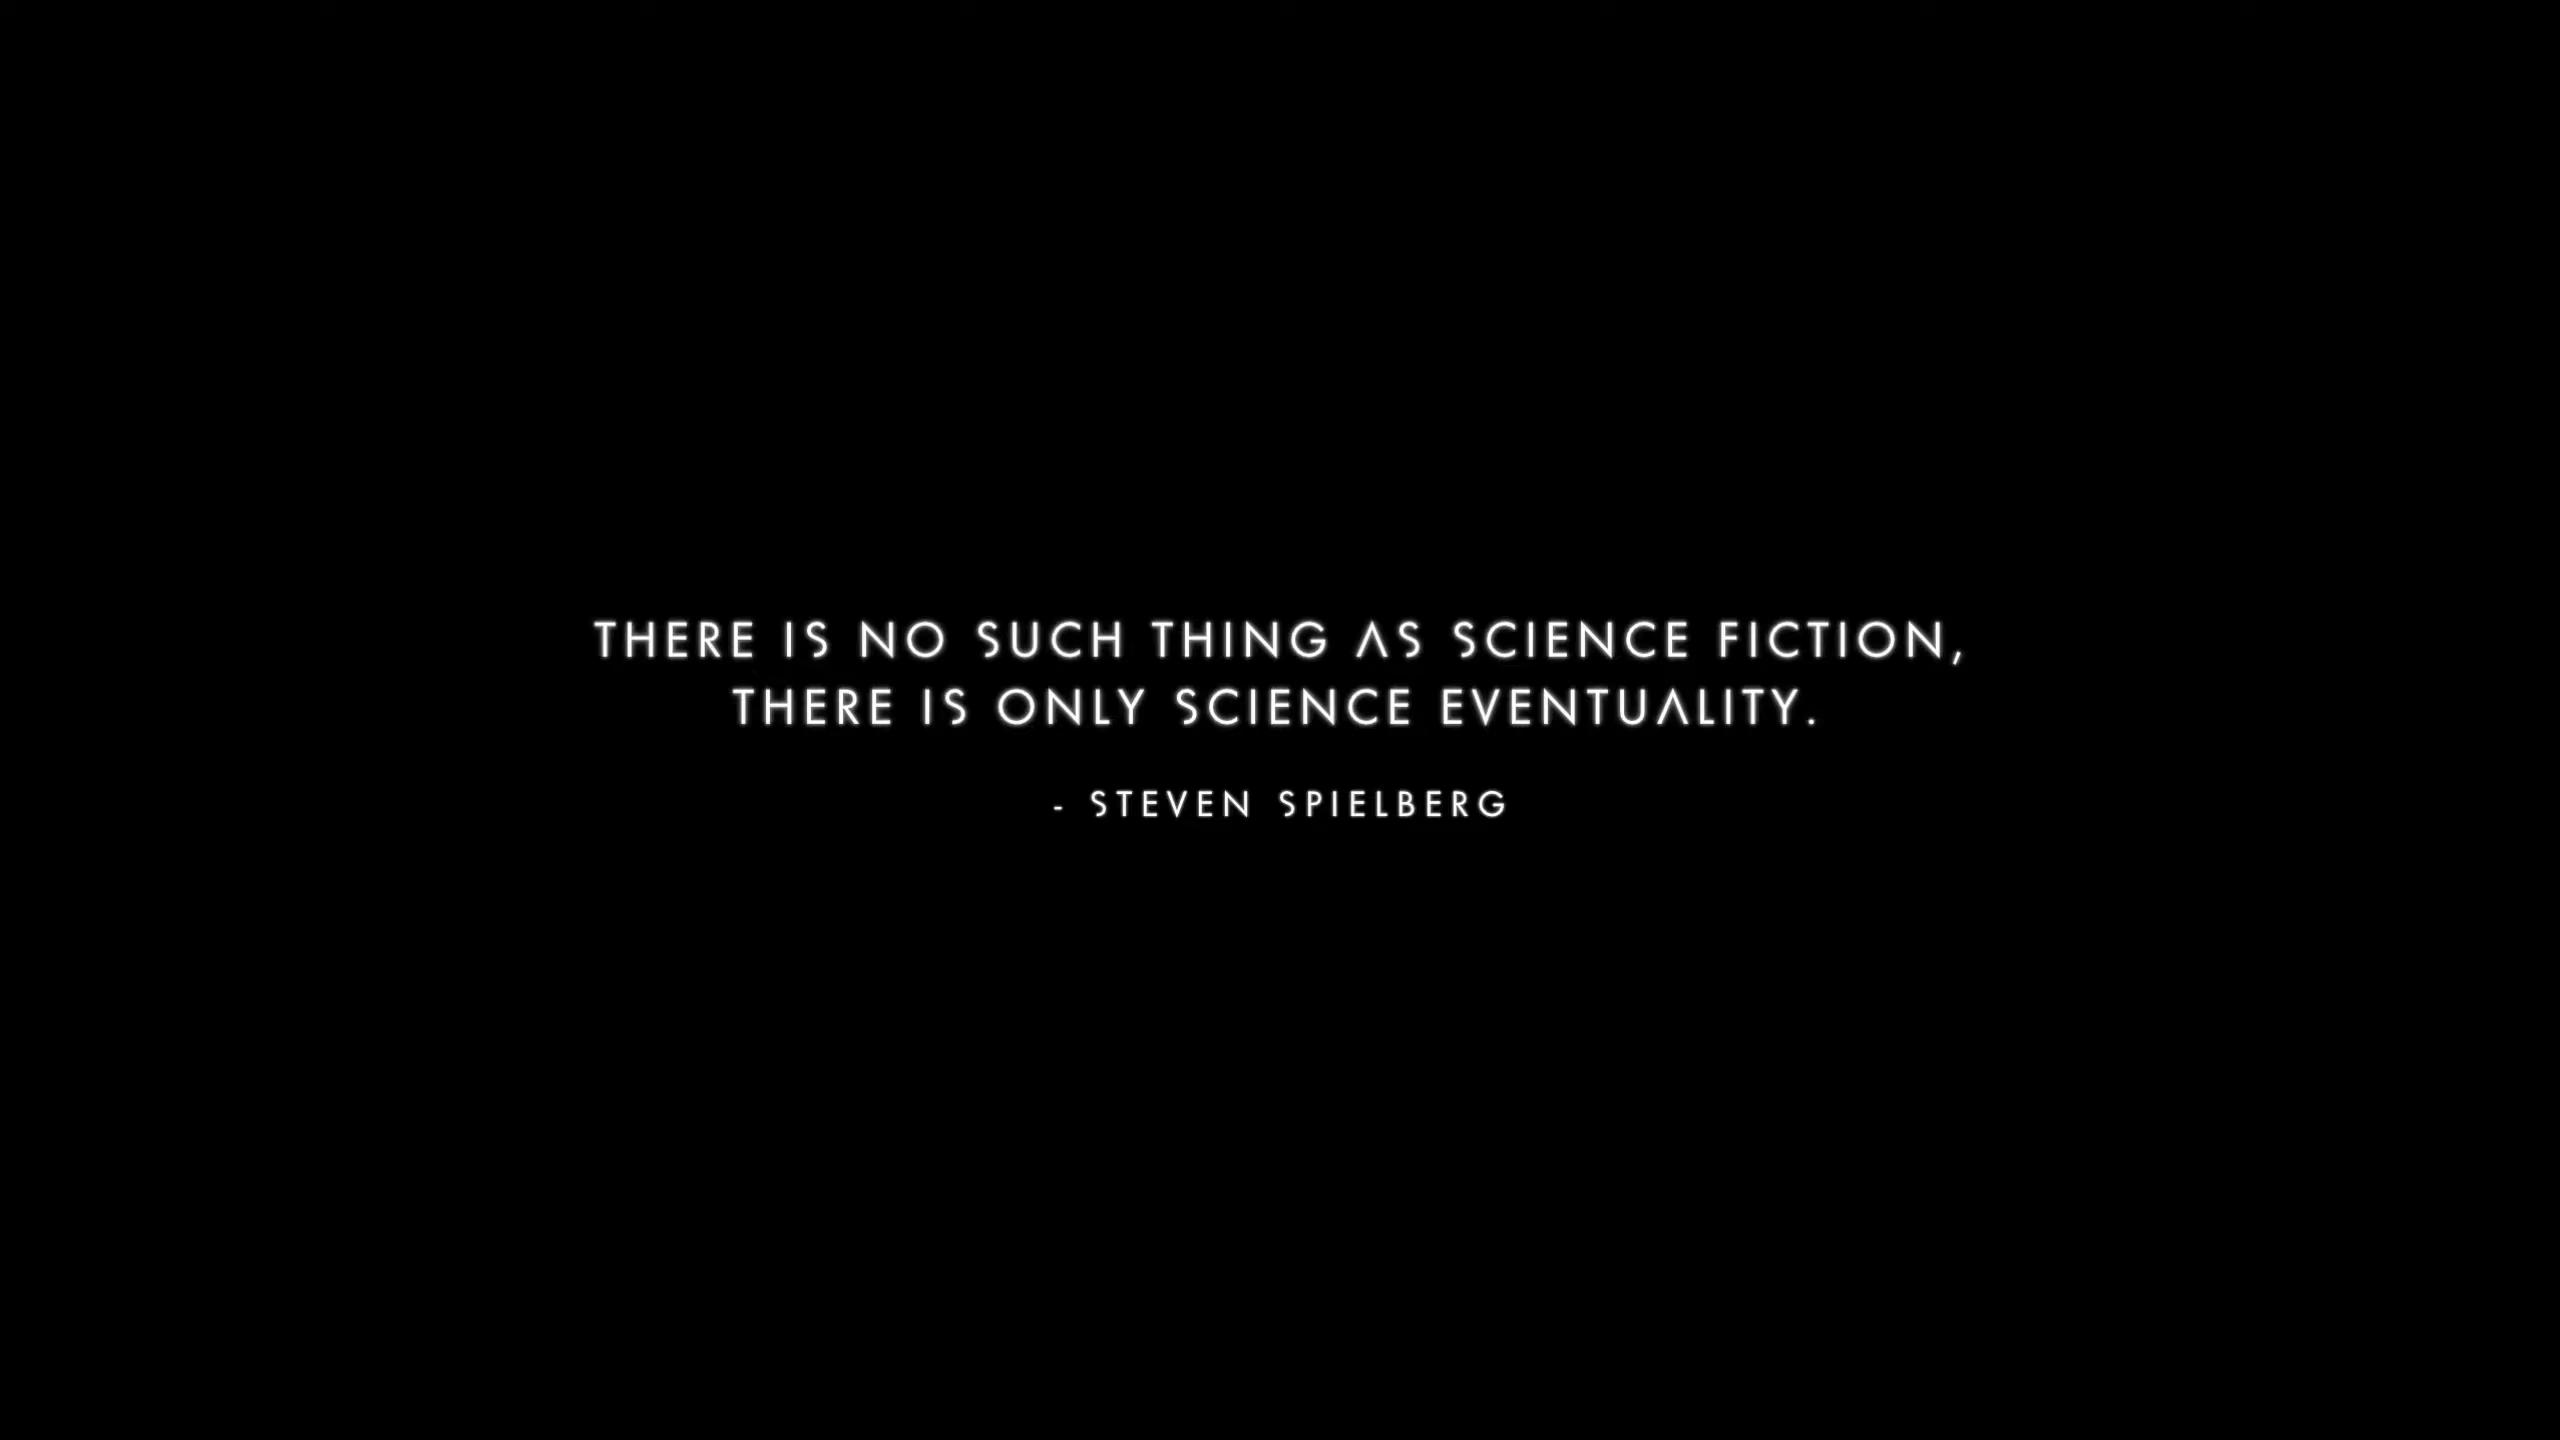 THERE IS NO SUCH THING AS SCIENCE FICTION,
THERE IS ONLY SCIENCE EVENTUALITY.
- STEVEN SPIELBERG